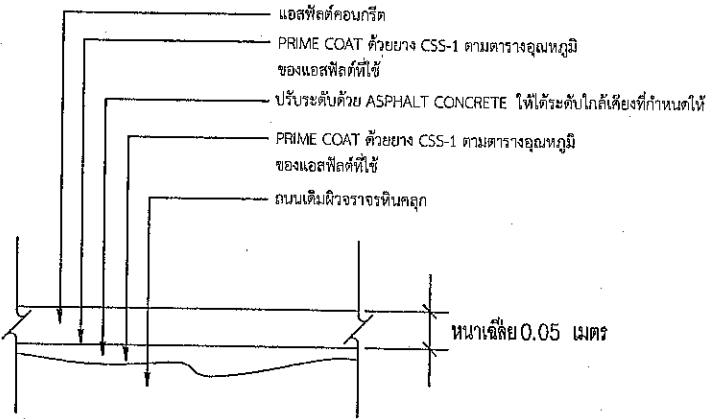 แอสฟัลต์คอนกรีต
PRIME COAT ด้วยยาง CSS-1 ตามตารางอุณหภูมิ
ของแอสฟัลต์ที่ใช้
ปรับระดับด้วย ASPHALT CONCRETE ให้ได้ระดับใกล้เคียงที่กำหนดให้
PRIME COAT ด้วยยาง CSS-1 ตามตารางอุณหภูมิ
ของแอสฟัลต์ที่ใช้
ถนนเดิมผิวจราจรหินคลุก
หนาเฉลี่ย 0.05 เมตร